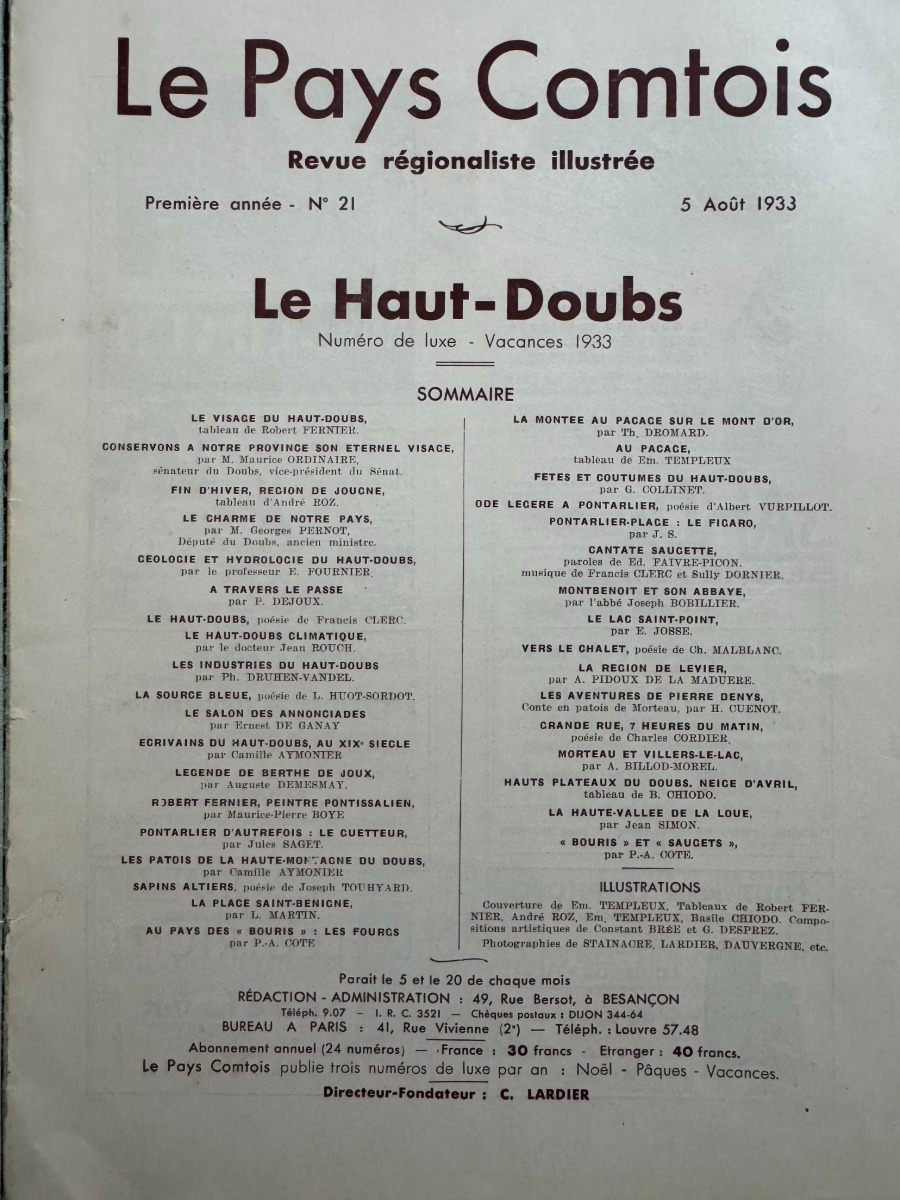 Le Pays Comtois
Revue régionaliste illustrée
Première année - N° 21
5 Août 1933
Le Haut-Doubs
Numéro de luxe - Vacances 1933
SOMMAIRE
LE VISAGE DU HAUT-DOUBS,
tableau de Robert FERNIER.
CONSERVONS A NOTRE PROVINCE SON ETERNEL VISAGE,
par M. Maurice ORDINAIRE,
sénateur du Doubs, vice-président du Sénat.
FIN D'HIVER, REGION DE JOUGNE,
tableau d'André ROZ.
LE CHARME DE NOTRE PAYS,
par M. Georges PERNOT,
Député du Doubs, ancien ministre.
GEOLOGIE ET HYDROLOGIE DU HAUT-DOUBS,
par le professeur E. FOURNIER.
A TRAVERS LE PASSE
par P. DEJOUX.
LE HAUT-DOUBS, poésie de Francis CLERC.
LE HAUT-DOUBS CLIMATIQUE,
par le docteur Jean ROUCH.
LES INDUSTRIES DU HAUT-DOUBS
par Ph. DRUHEN-VANDEL.
LA SOURCE BLEUE, poésie de L. HUOT-SORDOT.
LE SALON DES ANNONCIADES
par Ernest DE GANAY
ECRIVAINS DU HAUT-DOUBS, AU XIXe SIECLE
par Camille AYMONIER
LEGENDE DE BERTHE DE JOUX,
par Auguste DEMESMAY.
ROBERT FERNIER, PEINTRE PONTISSALIEN,
par Maurice-Pierre BOYE
PONTARLIER D'AUTREFOIS : LE GUETTEUR,
par Jules SAGET.
LES PATOIS DE LA HAUTE-MONTAGNE DU DOUBS,
par Camille AYMONIER
SAPINS ALTIERS, poésie de Joseph TOUHYARD.
LA PLACE SAINT-BENIGNE,
par L. MARTIN.
AU PAYS DES « BOURIS » : LES FOURGS
par P.-A. COTE
LA MONTEE AU PACAGE SUR LE MONT D'OR,
par Th. DROMARD.
AU PACAGE,
tableau de Em. TEMPLEUX
FETES ET COUTUMES DU HAUT-DOUBS,
par G. COLLINET.
ODE LEGERE A PONTARLIER, poésie d'Albert VURPILLOT.
PONTARLIER-PLAGE : LE FIGARO,
par J. S.
CANTATE SAUGETTE,
paroles de Ed. FAIVRE-PICON.
musique de Francis CLERC et Sully DORNIER.
MONTBENOIT ET SON ABBAYE,
par l'abbé Joseph BOBILLIER.
LE LAC SAINT-POINT,
par E. JOSSE.
VERS LE CHALET, poésie de Ch. MALBLANC.
LA REGION DE LEVIER,
par A. PIDOUX DE LA MADUERE.
LES AVENTURES DE PIERRE DENYS,
Conte en patois de Morteau, par H. CUENOT.
GRANDE RUE, 7 HEURES DU MATIN,
poésie de Charles CORDIER.
MORTEAU ET VILLERS-LE-LAC,
par A. BILLOD-MOREL.
HAUTS PLATEAUX DU DOUBS. NEIGE D'AVRIL,
tableau de B. CHIODO.
LA HAUTE-VALLEE DE LA LOUE,
par Jean SIMON.
« BOURIS » ET « SAUGETS »,
par P.-A. COTE.
ILLUSTRATIONS
Couverture de Em. TEMPLEUX, Tableaux de Robert FER-
NIER, André ROZ, Em. TEMPLEUX, Basile CHIODO. Compo-
sitions artistiques de Constant BRÉE et G. DESPREZ.
Photographies de STAINACRE, LARDIER, DAUVERGNE, etc.
Parait le 5 et le 20 de chaque mois
RÉDACTION - ADMINISTRATION : 49, Rue Bersot, à BESANÇON
Téléph. 9.07 – I. R. C. 3521 – Chèques postaux : DIJON 344-64
BUREAU A PARIS : 41, Rue Vivienne (2e) — Téléph. : Louvre 57.48
Abonnement annuel (24 numéros) — France : 30 francs - Etranger : 40 francs.
Le Pays Comtois publie trois numéros de luxe par an : Noël - Pâques - Vacances.
Directeur-Fondateur : C. LARDIER